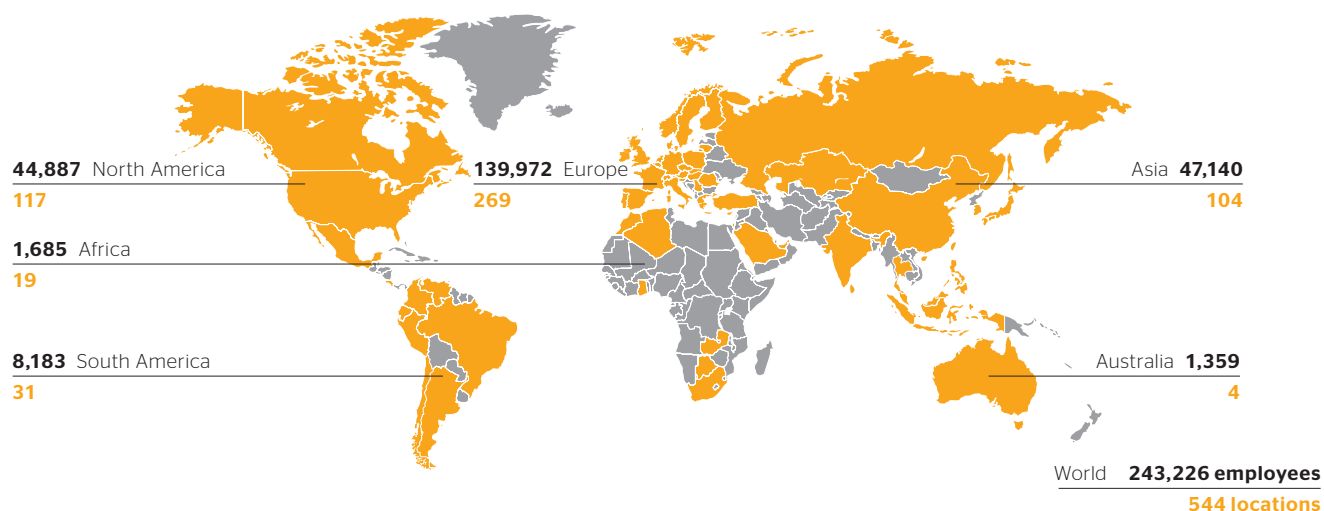 44,887 North America
117
139,972 Europe
269
Asia 47,140
104
1,685 Africa
19
8,183 South America
31
Australia 1,359
4
World 243,226 employees
544 locations